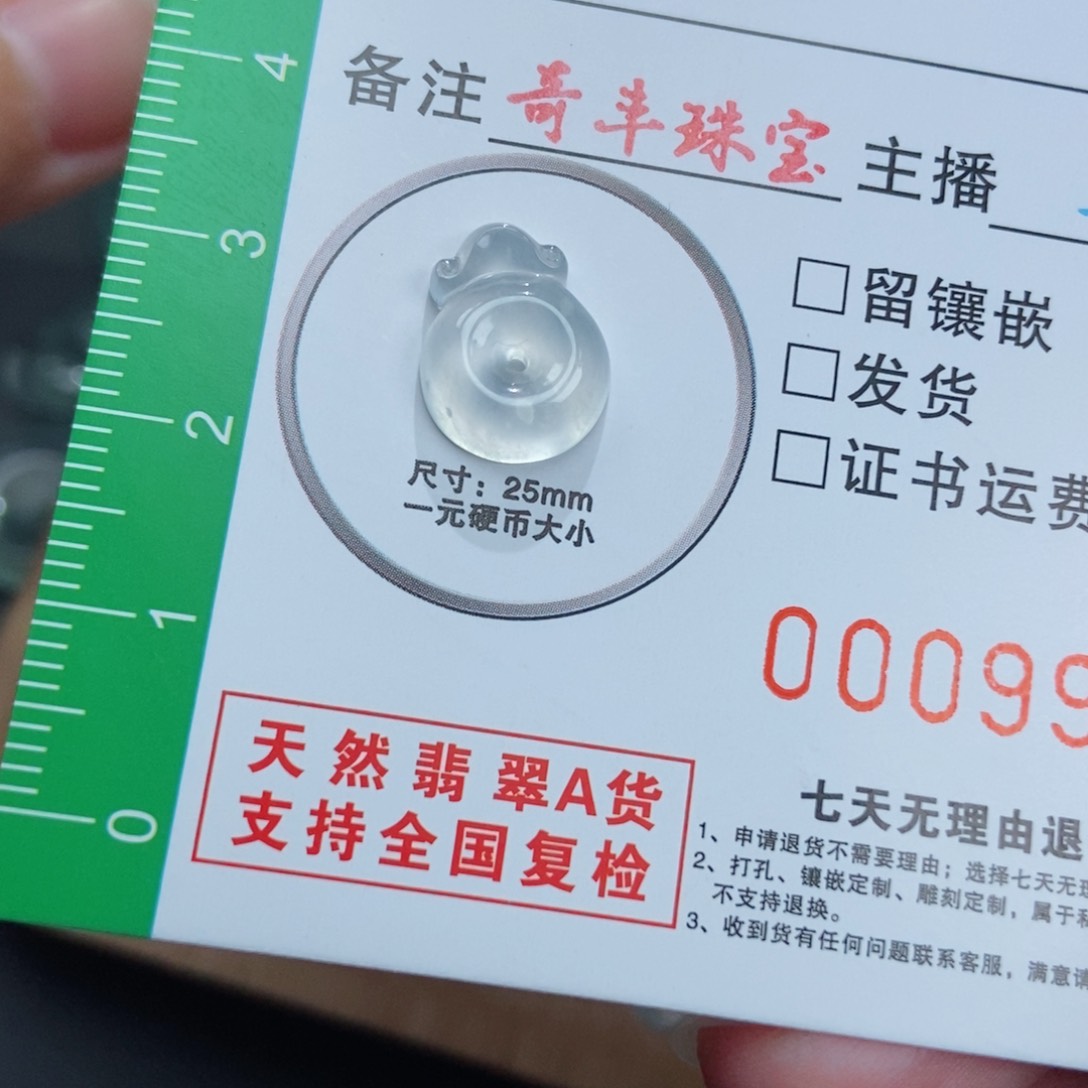 4
3
2
1
0
备注 奇丰珠宝 主播
□留镶嵌
□发货
□证书运费
尺寸：25mm
一元硬币大小
00099
天然翡翠A货
支持全国复检
七天无理由退
1、申请退货不需要理由；选择七天无理
2、打孔、镶嵌定制、雕刻定制，属于
不支持退换。
3、收到货有任何问题联系客服，满意请